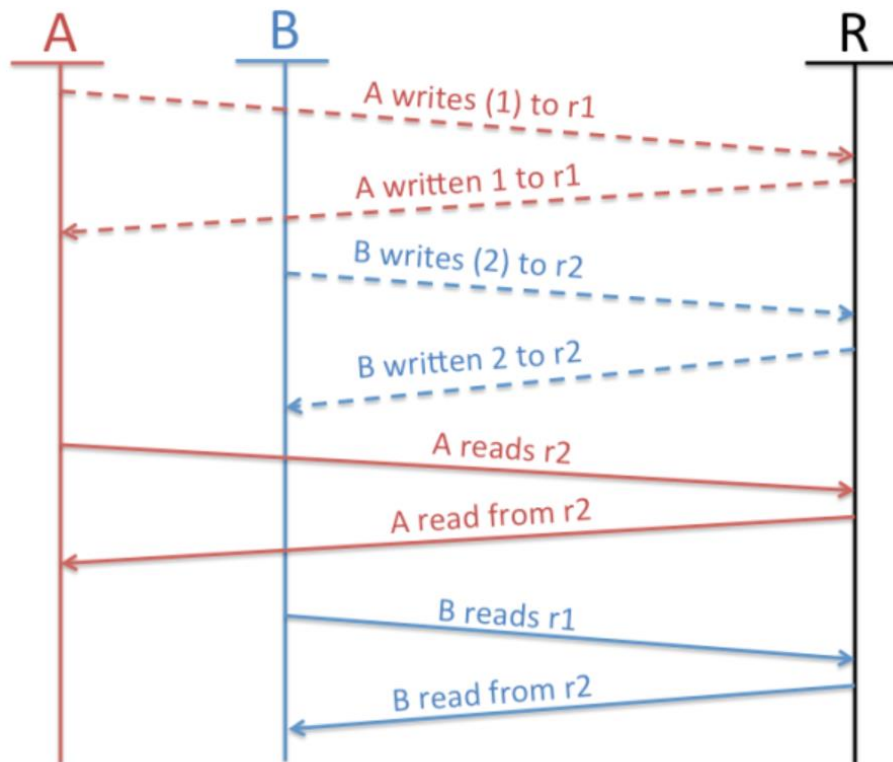 A
B
R
A writes (1) to r1
A written 1 to r1
B writes (2) to r2
B written 2 to r2
A reads r2
A read from r2
B reads r1
B read from r2